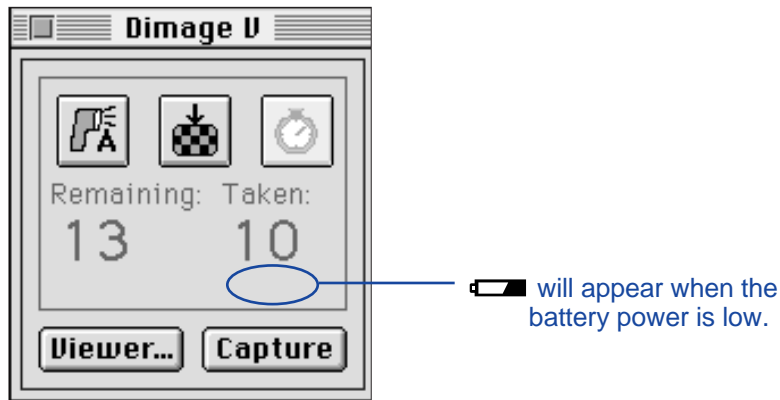 Dimage V
A
Remaining: Taken:
13 10
will appear when the
battery power is low.
Viewer... Capture